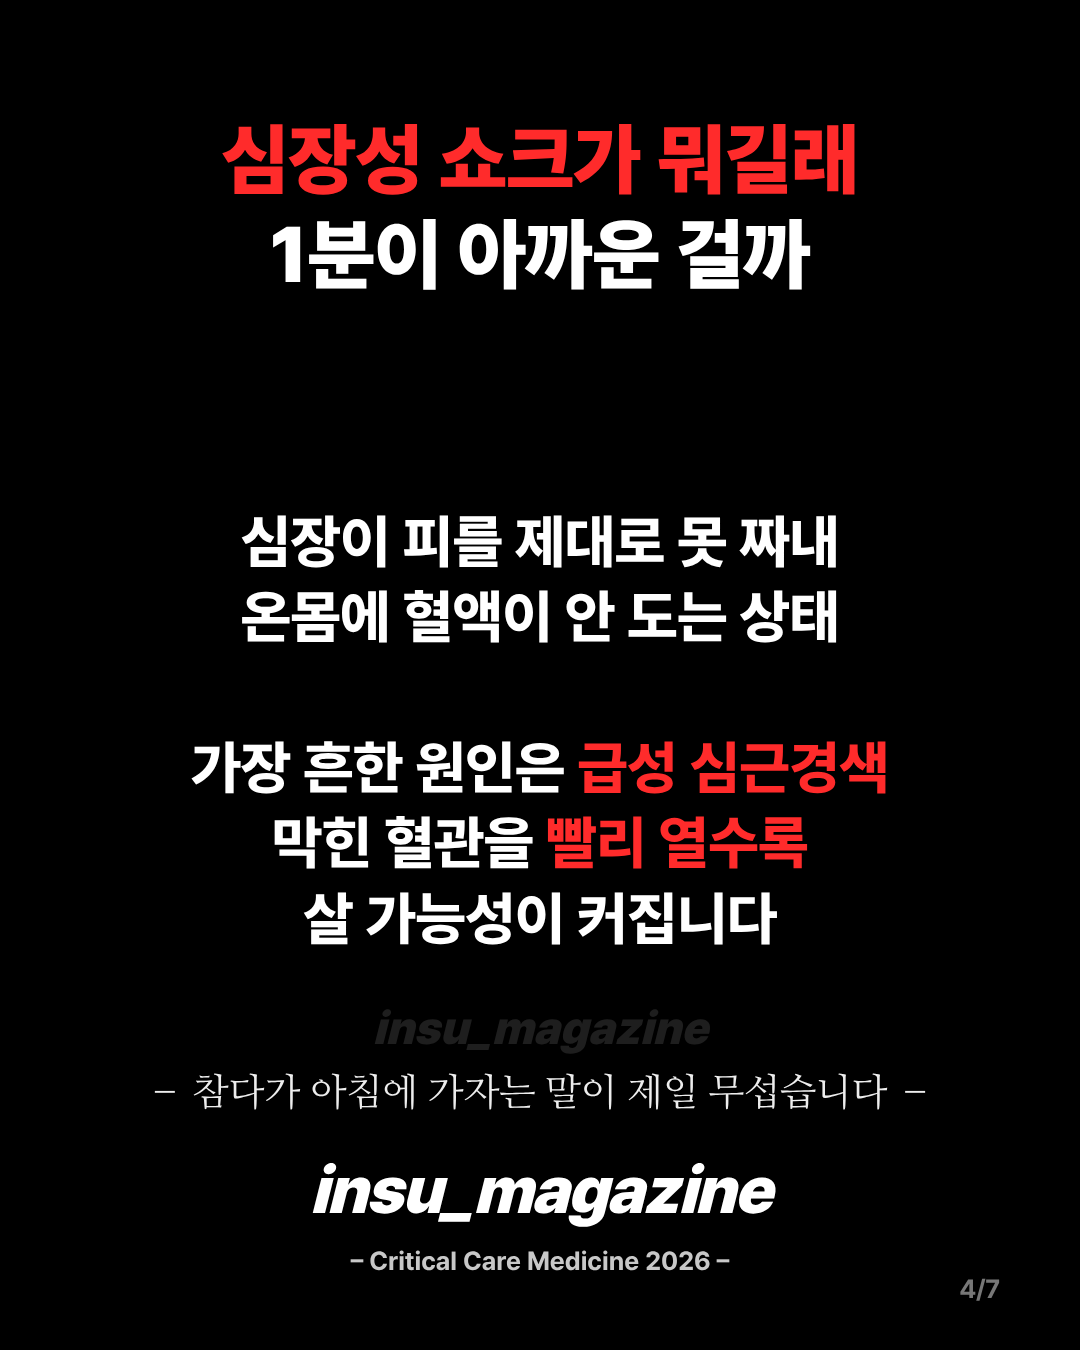 심장성 쇼크가 뭐길래
1분이 아까운 걸까
심장이 피를 제대로 못 짜내
온몸에 혈액이 안 도는 상태
가장 흔한 원인은 급성 심근경색
막힌 혈관을 빨리 열수록
살 가능성이 커집니다
insu_magazine
– 참다가 아침에 가자는 말이 제일 무섭습니다 –
insu_magazine
– Critical Care Medicine 2026 –
4/7